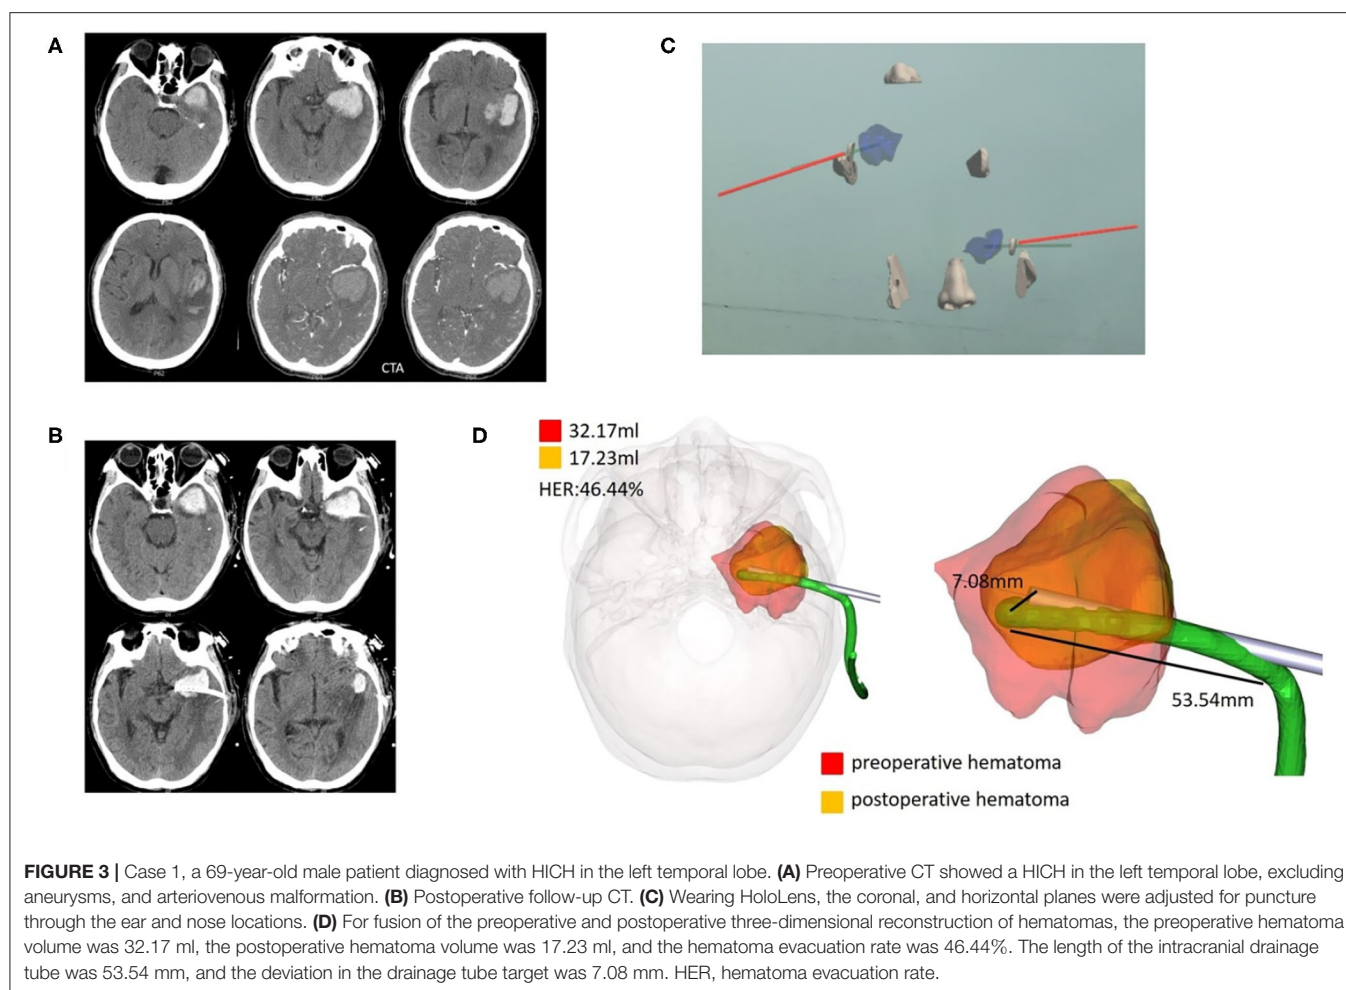 A
C
CTA
B
D
32.17ml
17.23ml
HER:46.44%
7.08mm
53.54mm
preoperative hematoma
postoperative hematoma
FIGURE 3 | Case 1, a 69-year-old male patient diagnosed with HICH in the left temporal lobe. (A) Preoperative CT showed a HICH in the left temporal lobe, excluding
aneurysms, and arteriovenous malformation. (B) Postoperative follow-up CT. (C) Wearing HoloLens, the coronal, and horizontal planes were adjusted for puncture
through the ear and nose locations. (D) For fusion of the preoperative and postoperative three-dimensional reconstruction of hematomas, the preoperative hematoma
volume was 32.17 ml, the postoperative hematoma volume was 17.23 ml, and the hematoma evacuation rate was 46.44%. The length of the intracranial drainage
tube was 53.54 mm, and the deviation in the drainage tube target was 7.08 mm. HER, hematoma evacuation rate.